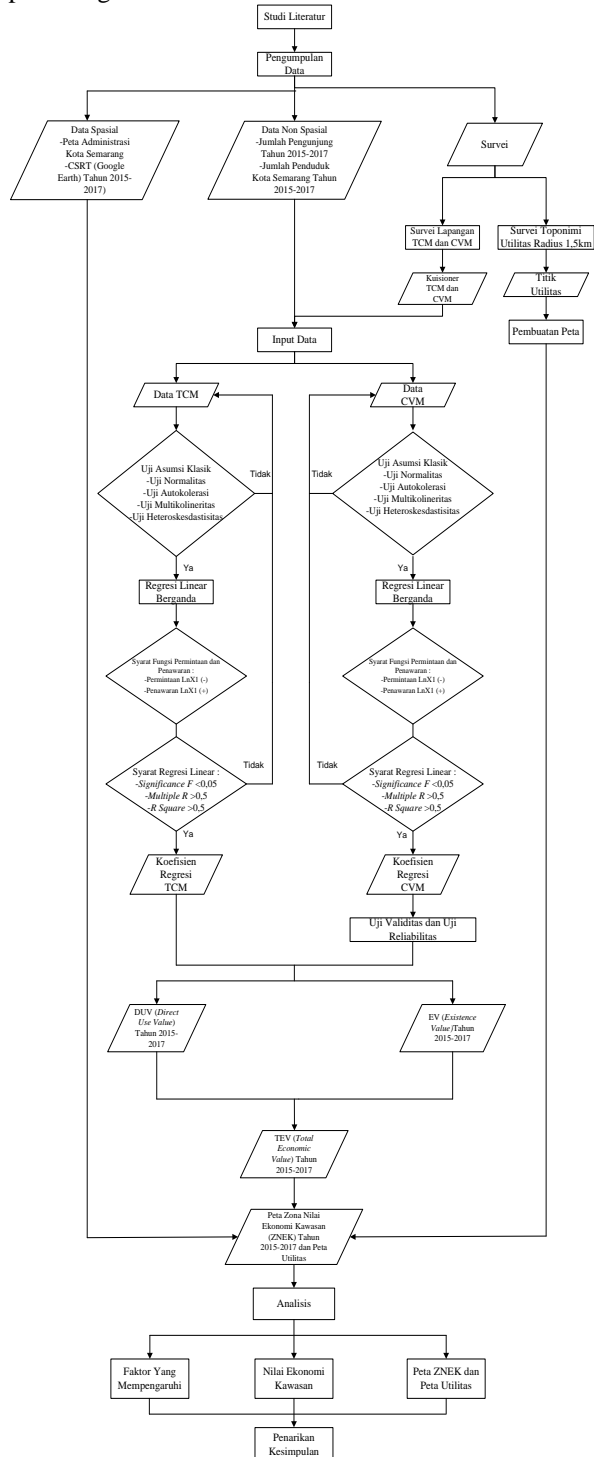 Studi Literatur
Pengumpulan
Data
Data Spasial
-Peta Administrasi
Kota Semarang
-CSRT (Google
Earth) Tahun 2015-
2017)
Data Non Spasial
-Jumlah Pengunjung
Tahun 2015-2017
-Jumlah Penduduk
Kota Semarang Tahun
2015-2017
Survei
Survei Lapangan
TCM dan CVM
Survei Toponimi
Utilitas Radius 1,5km
Kuisioner
TCM dan
CVM
Titik
Utilitas
Pembuatan Peta
Input Data
Data TCM
Data
CVM
Uji Asumsi Klasik
-Uji Normalitas
-Uji Autokolerasi
-Uji Multikolineritas
-Uji Heteroskesdastisitas
Tidak
Uji Asumsi Klasik
-Uji Normalitas
-Uji Autokolerasi
-Uji Multikolineritas
-Uji Heteroskesdastisitas
Tidak
Ya
Ya
Regresi Linear
Berganda
Regresi Linear
Berganda
Syarat Fungsi Permintaan dan
Penawaran :
-Permintaan LnX1 (-)
-Penawaran LnX1 (+)
Syarat Fungsi Permintaan dan
Penawaran :
-Permintaan LnX1 (-)
-Penawaran LnX1 (+)
Syarat Regresi Linear :
-Significance F <0,05
-Multiple R >0,5
-R Square >0,5
Tidak
Syarat Regresi Linear :
-Significance F <0,05
-Multiple R >0,5
-R Square >0,5
Tidak
Ya
Ya
Koefisien
Regresi
TCM
Koefisien
Regresi
CVM
Uji Validitas dan Uji
Reliabilitas
DUV (Direct
Use Value)
Tahun 2015-
2017
EV (Existence
Value)Tahun
2015-2017
TEV (Total
Economic
Value) Tahun
2015-2017
Peta Zona Nilai
Ekonomi Kawasan
(ZNEK) Tahun
2015-2017 dan Peta
Utilitas
Analisis
Faktor Yang
Mempengaruhi
Nilai Ekonomi
Kawasan
Peta ZNEK dan
Peta Utilitas
Penarikan
Kesimpulan